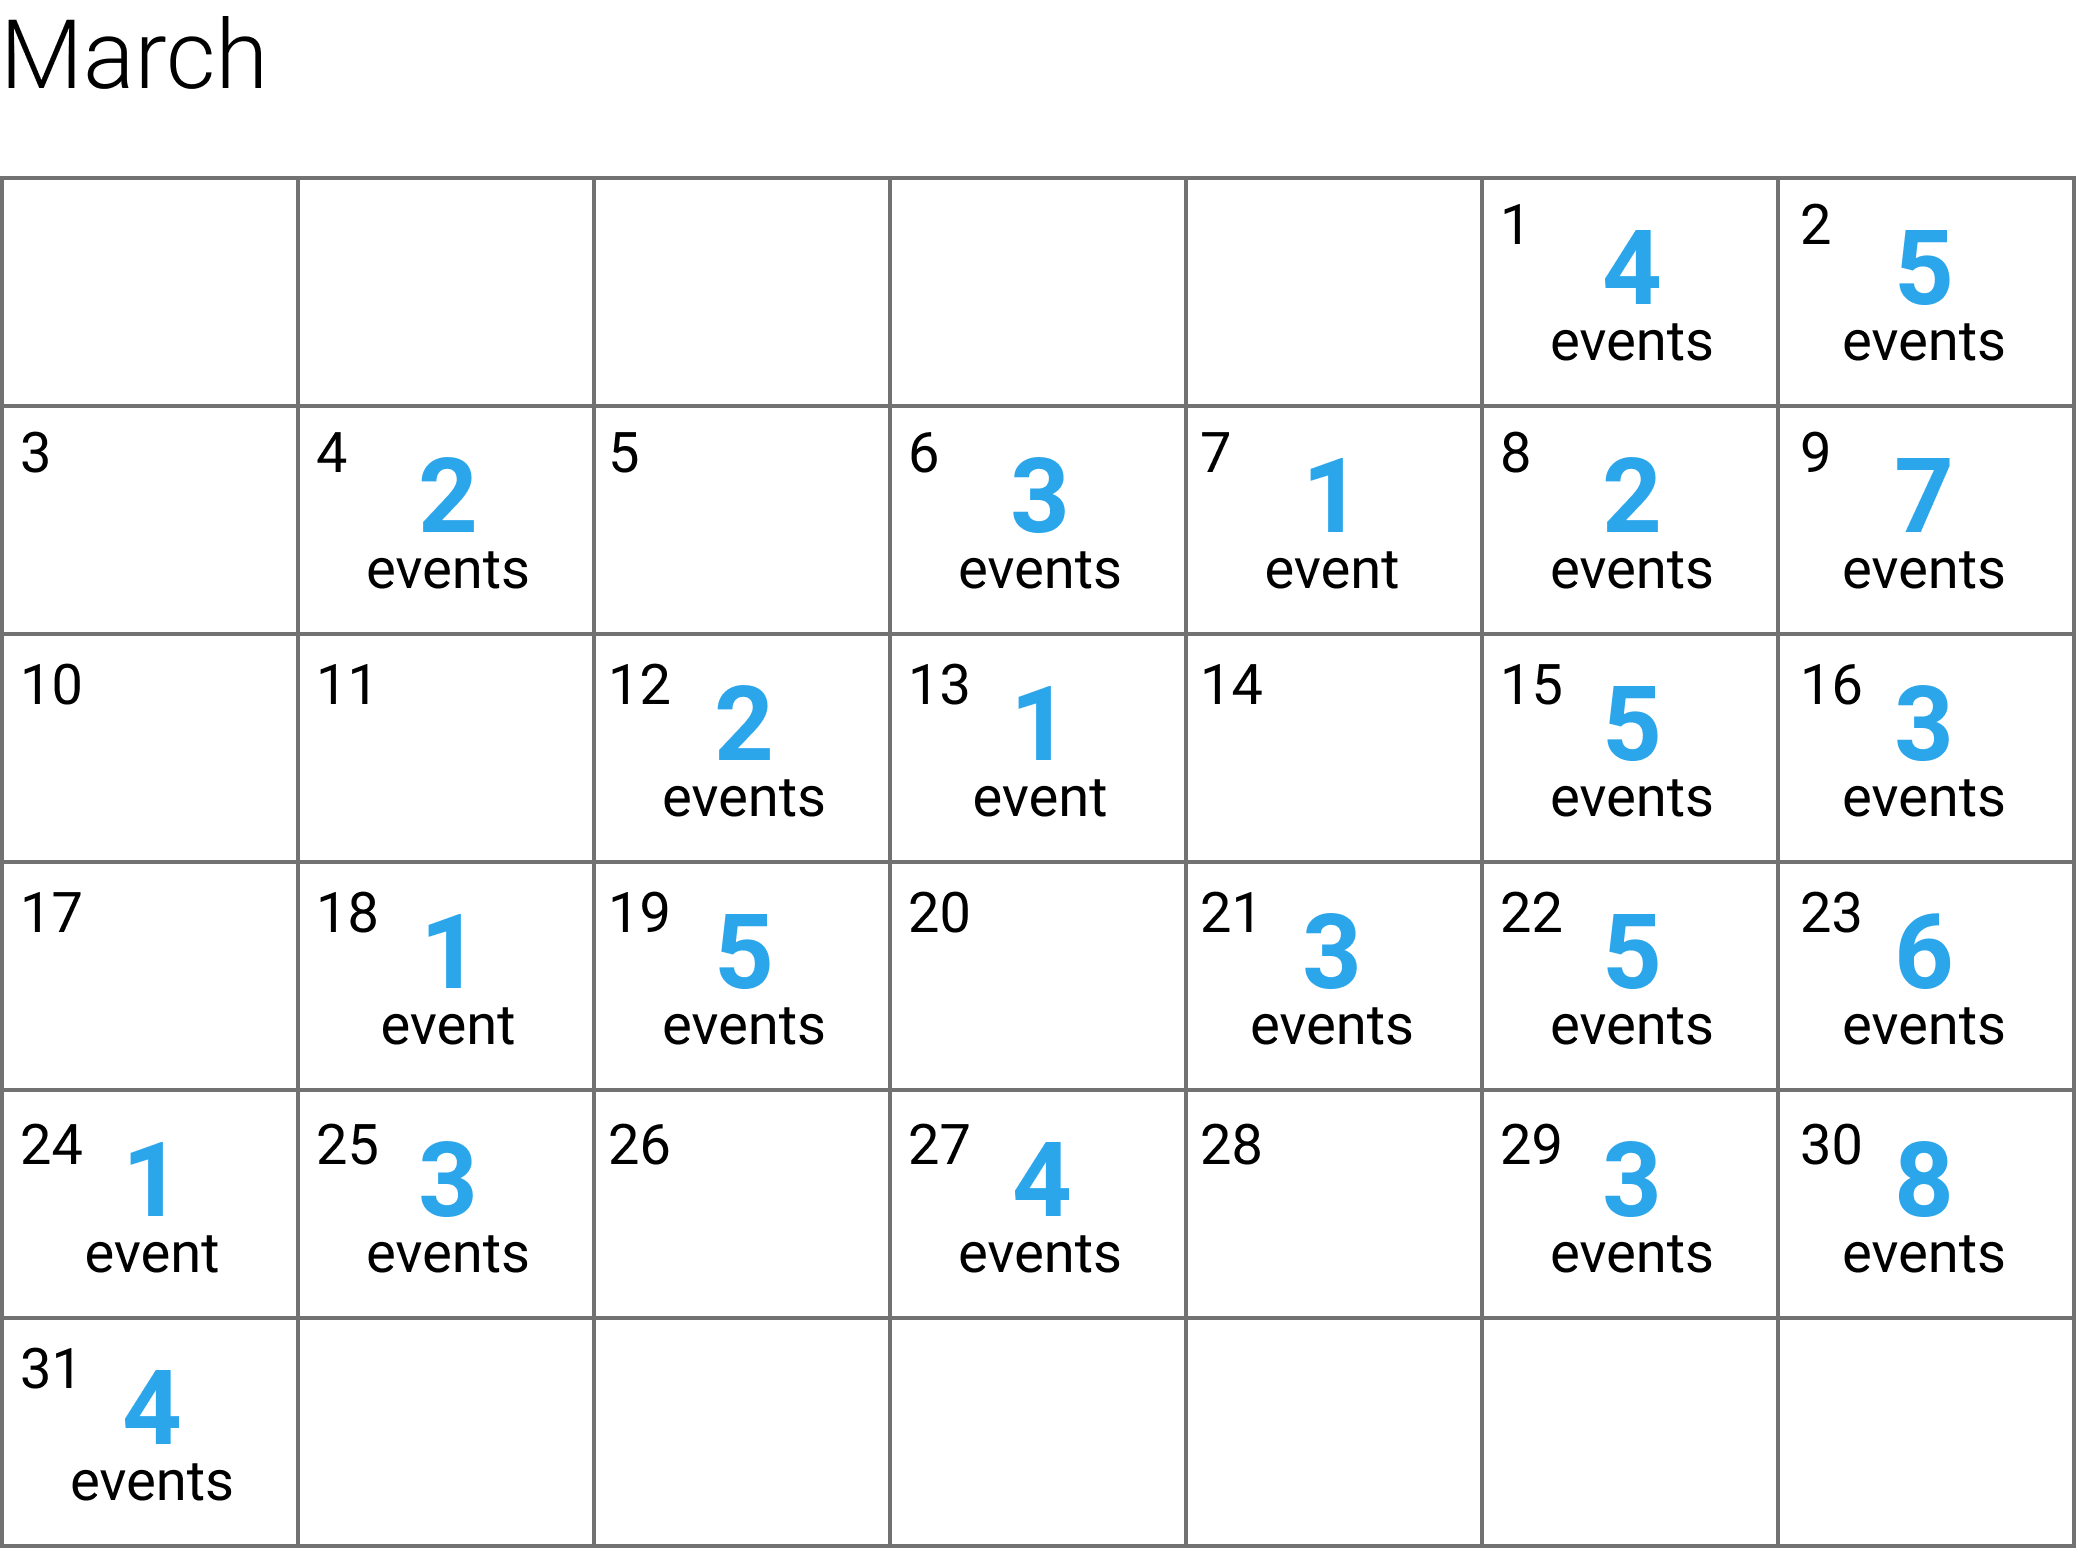 March
1 4 events
2 5 events
3
4 2 events
5
6 3 events
7 1 event
8 2 events
9 7 events
10
11
12 2 events
13 1 event
14
15 5 events
16 3 events
17
18 1 event
19 5 events
20
21 3 events
22 5 events
23 6 events
24 1 event
25 3 events
26
27 4 events
28
29 3 events
30 8 events
31 4 events